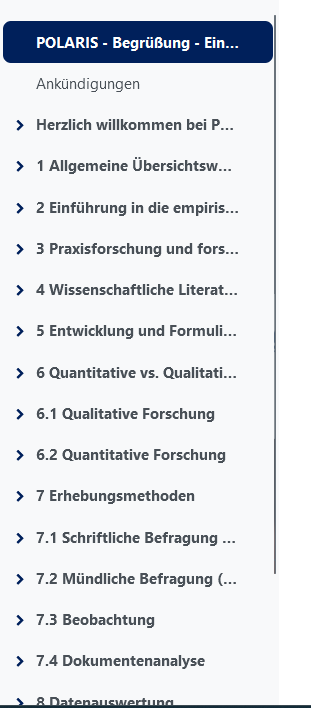 POLARIS - Begrüßung - Ein...
Ankündigungen
Herzlich willkommen bei P...
1 Allgemeine Übersichtsw...
2 Einführung in die empiris...
3 Praxisforschung und fors...
4 Wissenschaftliche Literat...
5 Entwicklung und Formuli...
6 Quantitative vs. Qualitati...
6.1 Qualitative Forschung
6.2 Quantitative Forschung
7 Erhebungsmethoden
7.1 Schriftliche Befragung ...
7.2 Mündliche Befragung (...
7.3 Beobachtung
7.4 Dokumentenanalyse
8 Datenauswertung